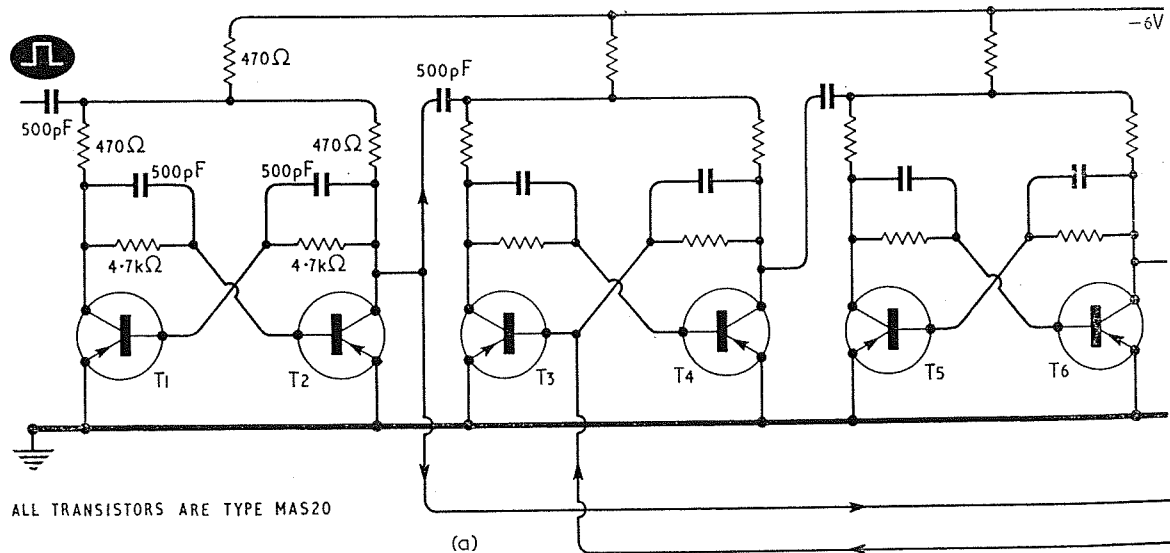 -6V
470Ω
500pF
500pF
470Ω
470Ω
500pF
500pF
4·7kΩ
4·7kΩ
T1
T2
T3
T4
T5
T6
ALL TRANSISTORS ARE TYPE MAS20
(a)